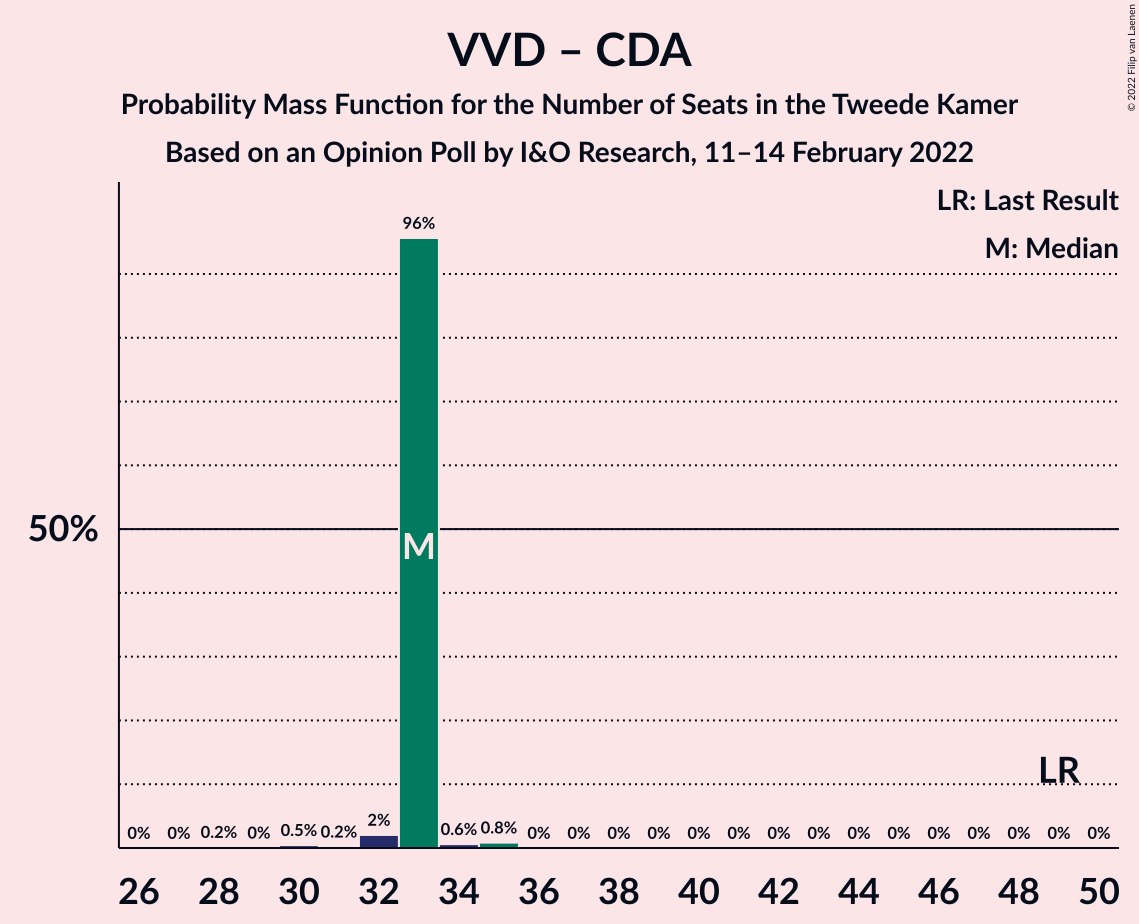 VVD – CDA
Probability Mass Function for the Number of Seats in the Tweede Kamer
Based on an Opinion Poll by I&O Research, 11–14 February 2022
© 2022 Filip van Laenen
LR: Last Result
M: Median
96%
50%
M
LR
0% 0% 0.2% 0% 0.5% 0.2% 2% 0.6% 0.8% 0% 0% 0% 0% 0% 0% 0% 0% 0% 0% 0% 0% 0% 0% 0%
26 28 30 32 34 36 38 40 42 44 46 48 50